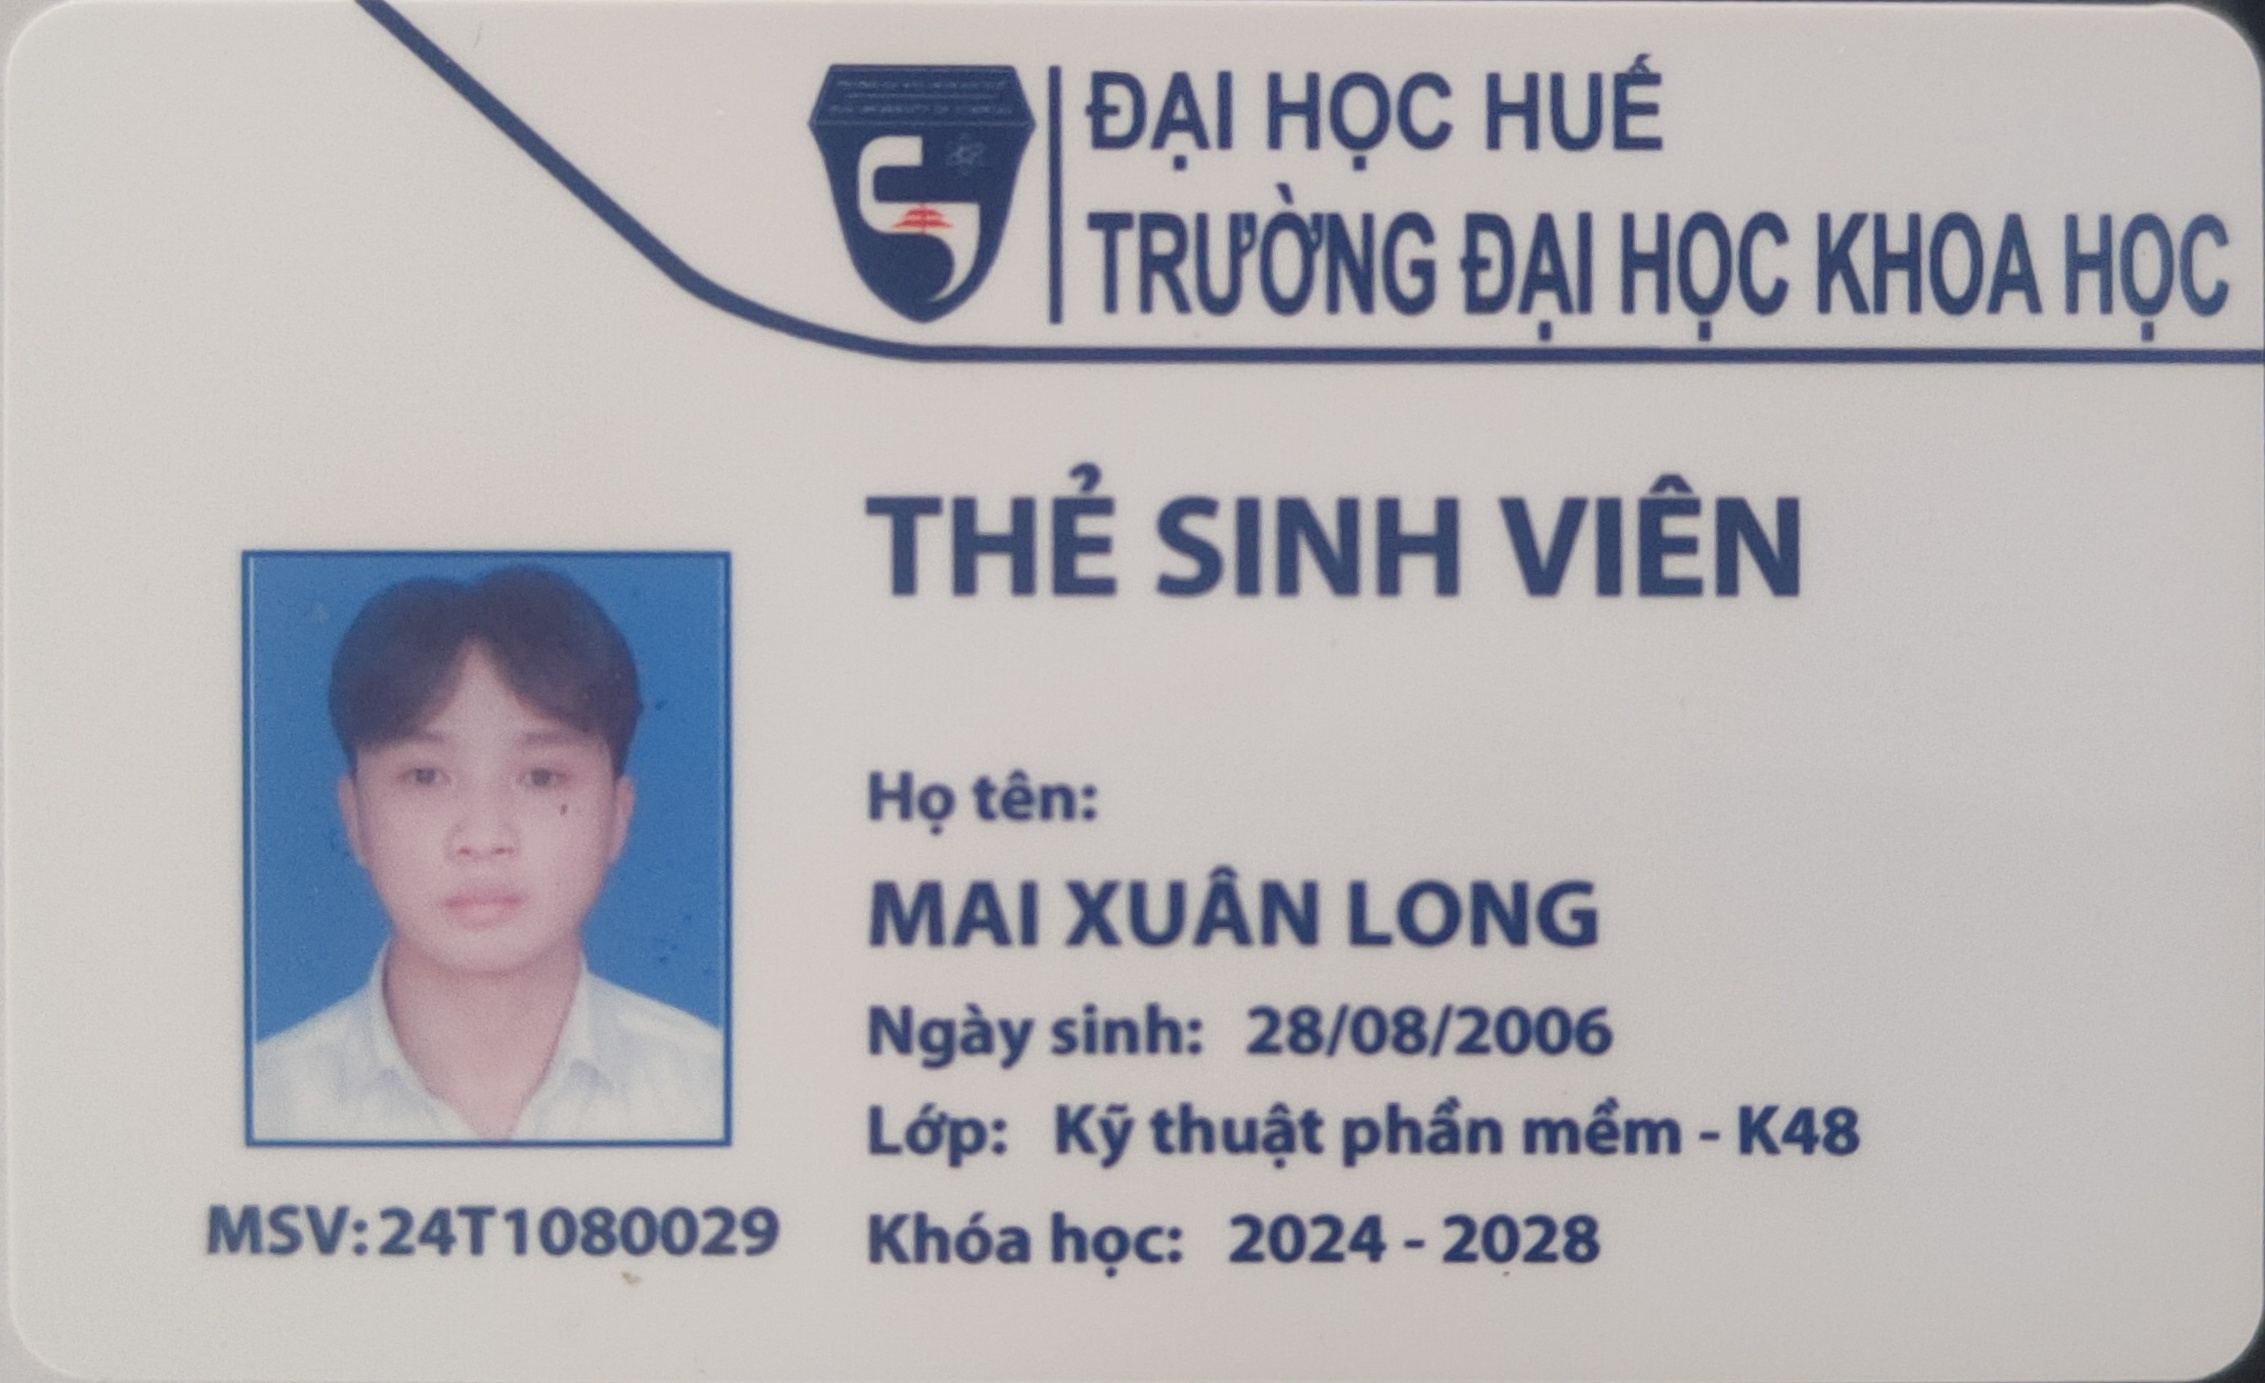 ĐẠI HỌC HUẾ
TRƯỜNG ĐẠI HỌC KHOA HỌC
THẺ SINH VIÊN
Họ tên:
MAI XUÂN LONG
Ngày sinh: 28/08/2006
Lớp: Kỹ thuật phần mềm - K48
Khóa học: 2024 - 2028
MSV:24T1080029